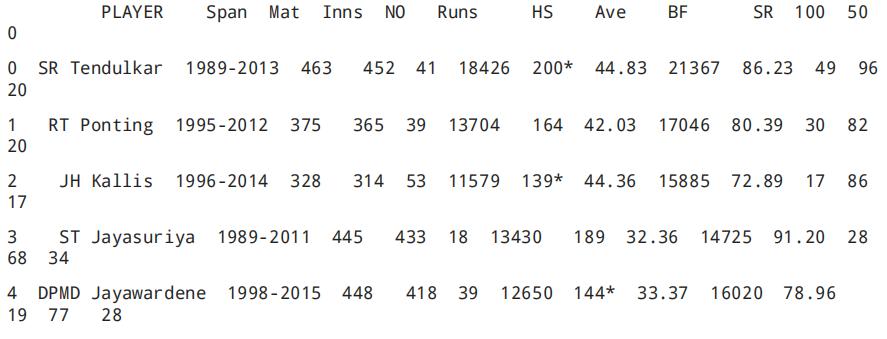 PLAYER Span Mat Inns NO Runs HS Ave BF SR 100 50
0
0 SR Tendulkar 1989-2013 463 452 41 18426 200* 44.83 21367 86.23 49 96
20
1 RT Ponting 1995-2012 375 365 39 13704 164 42.03 17046 80.39 30 82
20
2 JH Kallis 1996-2014 328 314 53 11579 139* 44.36 15885 72.89 17 86
17
3 ST Jayasuriya 1989-2011 445 433 18 13430 189 32.36 14725 91.20 28
68 34
4 DPMD Jayawardene 1998-2015 448 418 39 12650 144* 33.37 16020 78.96
19 77 28